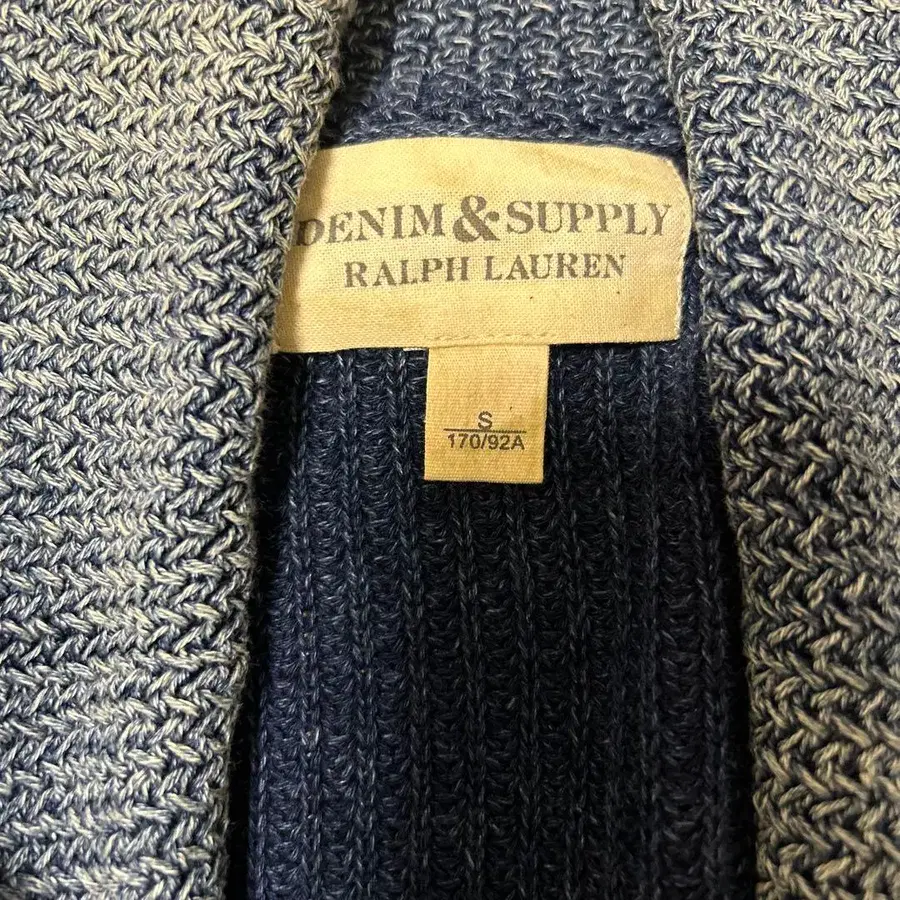 DENIM & SUPPLY
RALPH LAUREN
S
170/92A